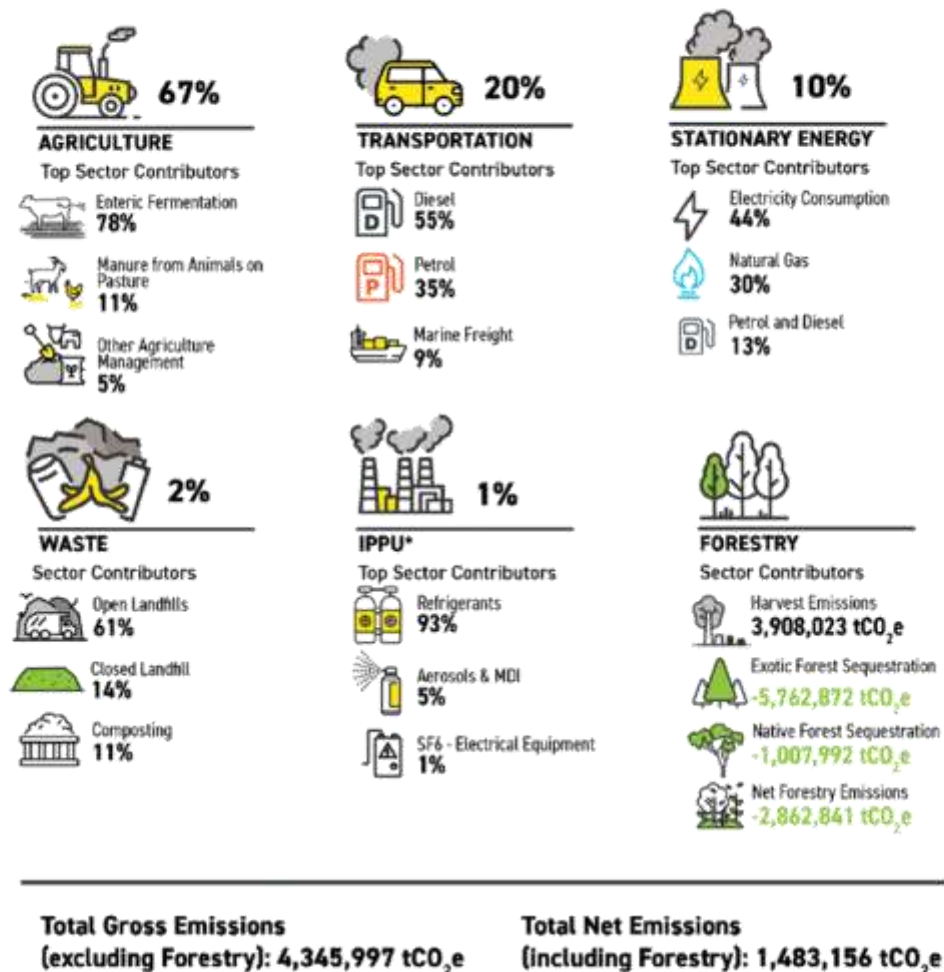 67%
AGRICULTURE
Top Sector Contributors
Enteric Fermentation
78%
Manure from Animals on
Pasture
11%
Other Agriculture
Management
5%
20%
TRANSPORTATION
Top Sector Contributors
D
Diesel
55%
P
Petrol
35%
Marine Freight
9%
10%
STATIONARY ENERGY
Top Sector Contributors
Electricity Consumption
44%
Natural Gas
30%
D
Petrol and Diesel
13%
2%
WASTE
Sector Contributors
Open Landfills
61%
Closed Landfill
14%
Composting
11%
1%
IPPU*
Top Sector Contributors
Refrigerants
93%
Aerosols & MDI
5%
SF6 - Electrical Equipment
1%
FORESTRY
Sector Contributors
Harvest Emissions
3,908,023 tCO₂e
Exotic Forest Sequestration
-5,762,872 tCO₂e
Native Forest Sequestration
-1,007,992 tCO₂e
Net Forestry Emissions
-2,862,841 tCO₂e
Total Gross Emissions
(excluding Forestry): 4,345,997 tCO₂e
Total Net Emissions
(including Forestry): 1,483,156 tCO₂e